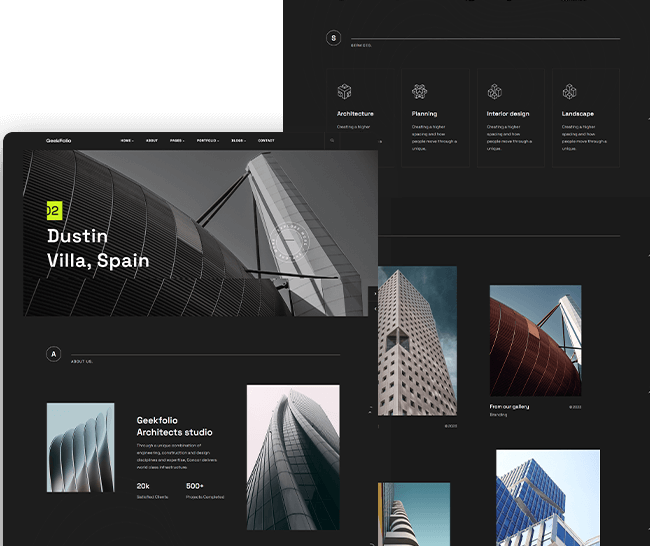 S
SERVICES.
Architecture
Planning
Interior design
Landscape
Creating a higher
Creating a higher
spacing and how
people move through a
unique.
Creating a higher
spacing and how
people move through a
unique.
Creating a higher
spacing and how
people move through a
unique.
GeekFolio
HOME
ABOUT
PAGES
PORTFOLIO
BLOGS
CONTACT
02
Dustin
Villa, Spain
A
ABOUT US.
Geekfolio
Architects studio
Through a unique combination of
engineering, construction and design
disciplines and expertise, Concor delivers
world class infrastructure.
20k
500+
Satisfied Clients
Projects Completed
From our gallery
©2023
Branding
©2023